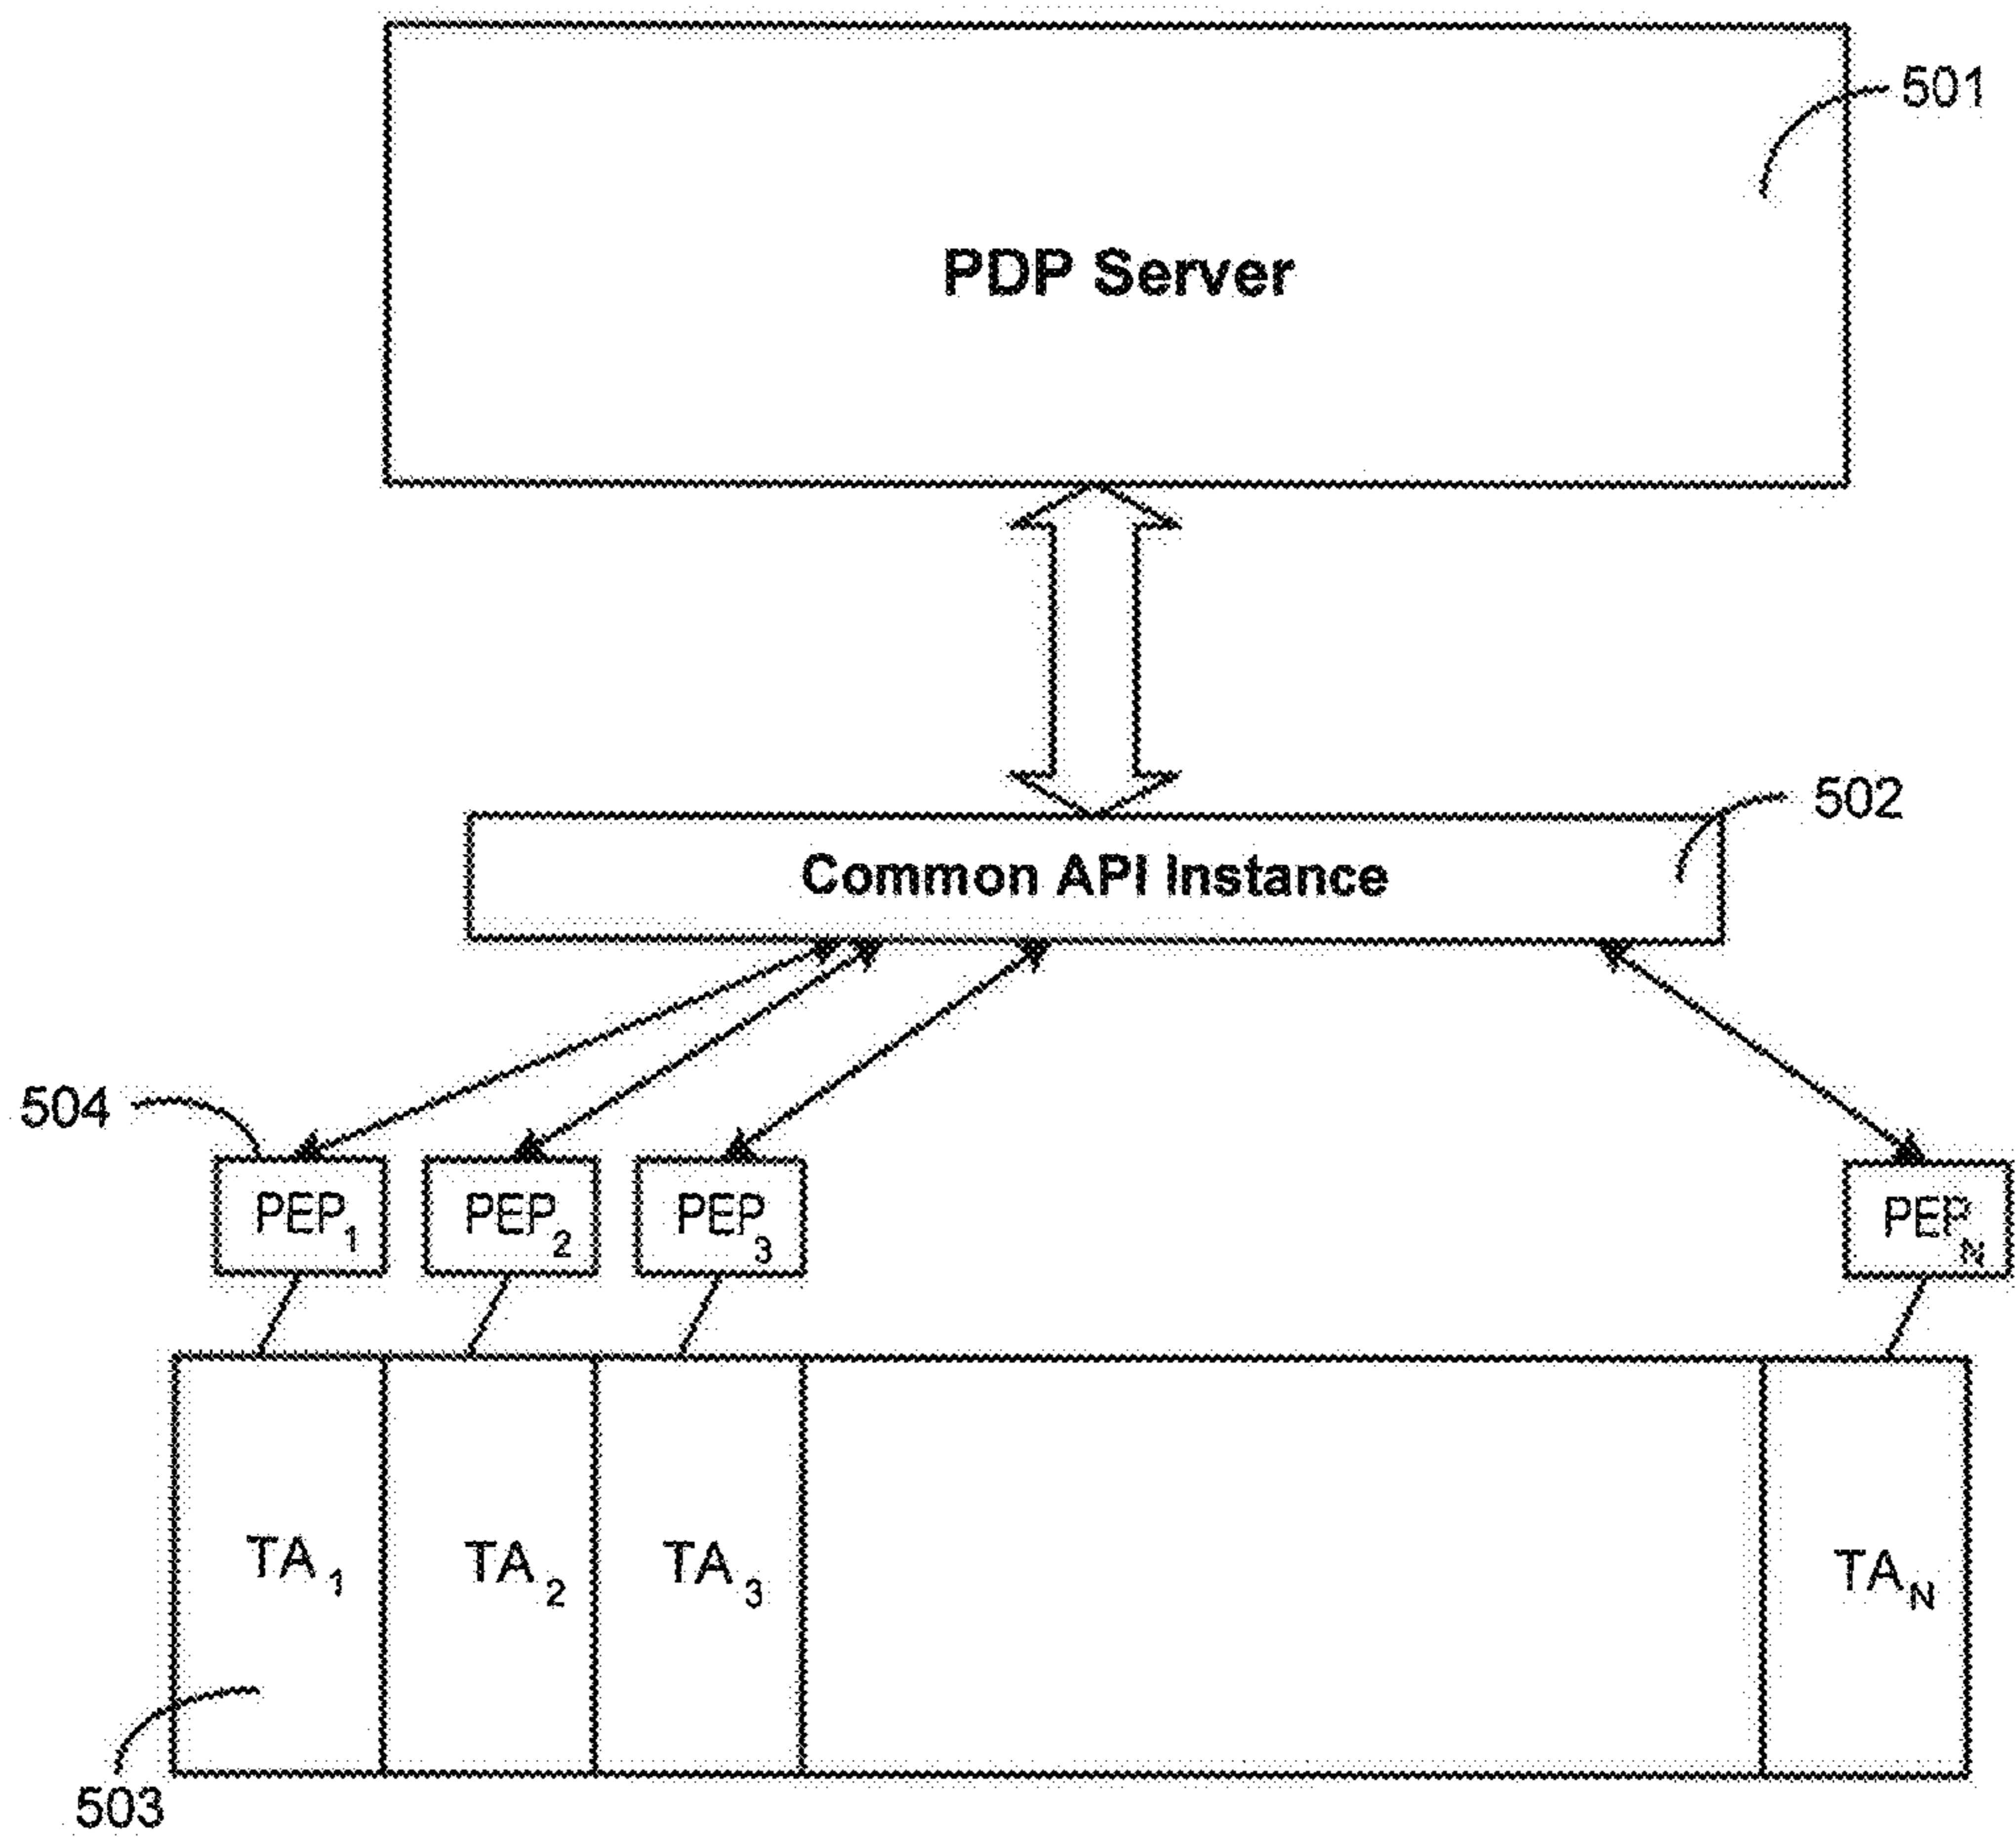 501
PDP Server
502
Common API Instance
504
PEP1 PEP2 PEP3 PEPN
TA1 TA2 TA3 TAN
503